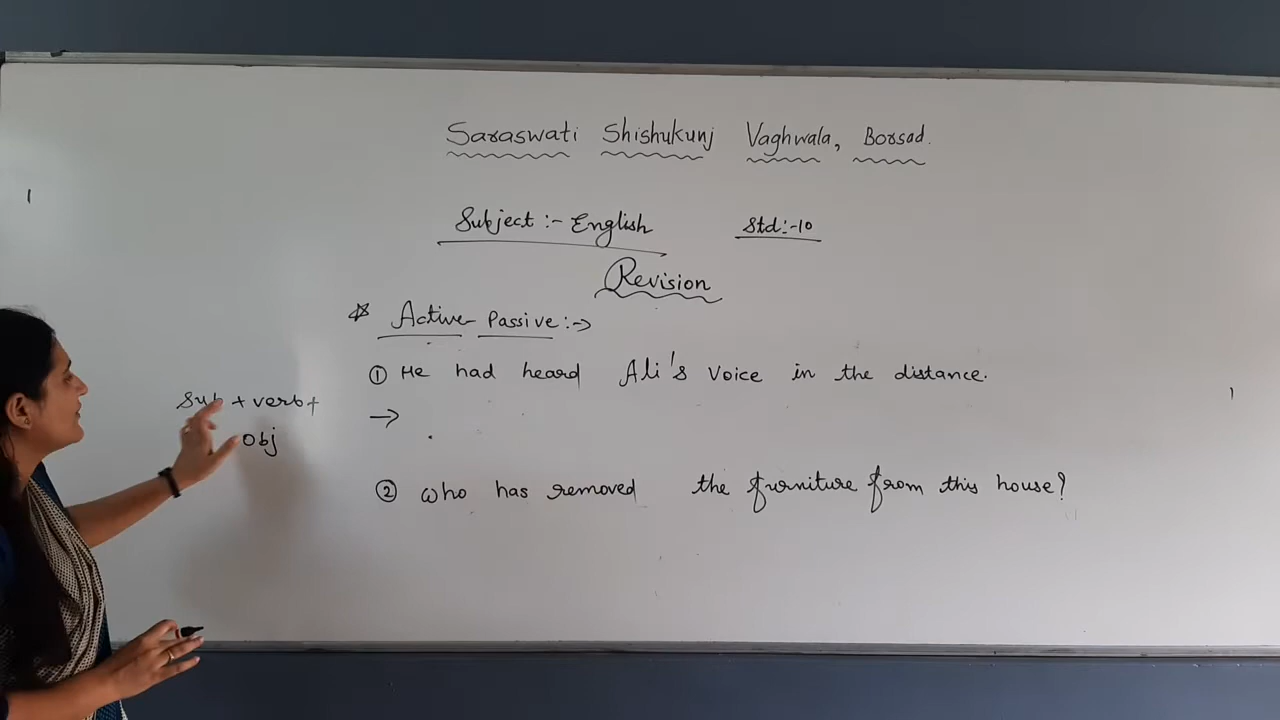 Saraswati Shishukunj Vaghwala, Borsad.
Subject :- English Std:-10
Revision
Active- Passive :->
① He had heard Ali's voice in the distance.
Sub + verb +
Obj
→
② who has removed the furniture from this house?